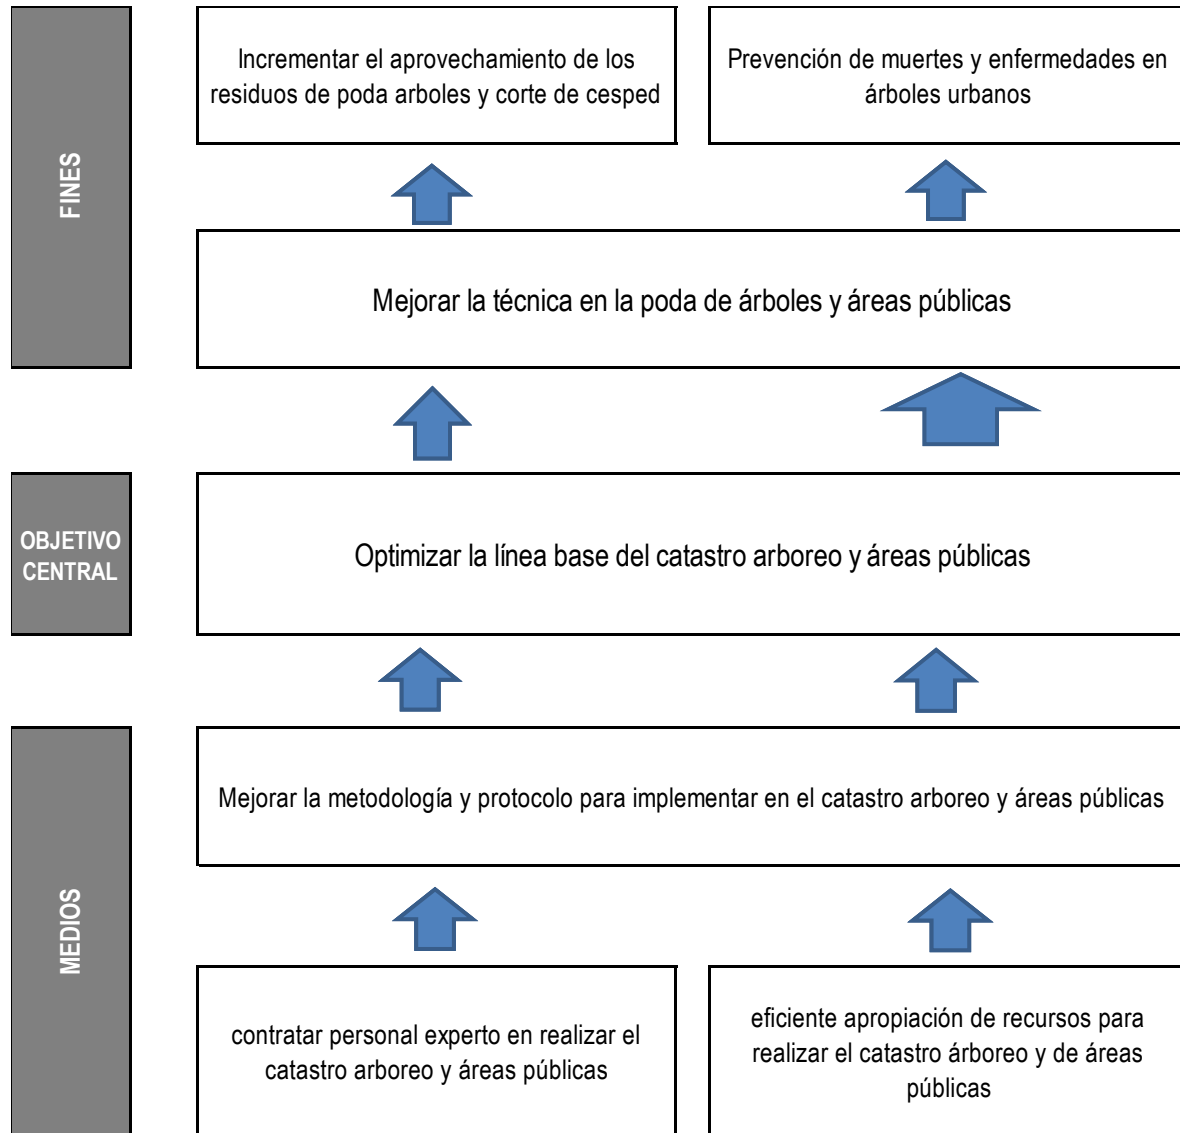 FINES
Incrementar el aprovechamiento de los
residuos de poda arboles y corte de cesped
Prevención de muertes y enfermedades en
árboles urbanos
Mejorar la técnica en la poda de árboles y áreas públicas
OBJETIVO
CENTRAL
Optimizar la línea base del catastro arboreo y áreas públicas
MEDIOS
Mejorar la metodología y protocolo para implementar en el catastro arboreo y áreas públicas
contratar personal experto en realizar el
catastro arboreo y áreas públicas
eficiente apropiación de recursos para
realizar el catastro árboreo y de áreas
públicas